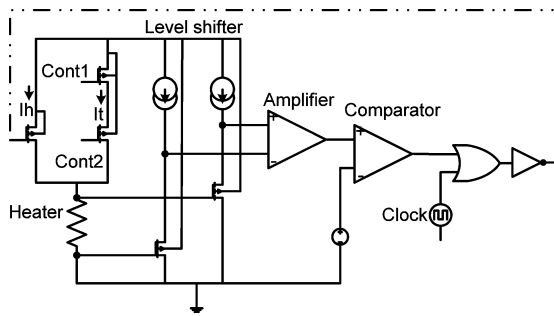 Level shifter
Cont1
Ih
It
Cont2
Amplifier
Comparator
Heater
Clock
+
-
+
-